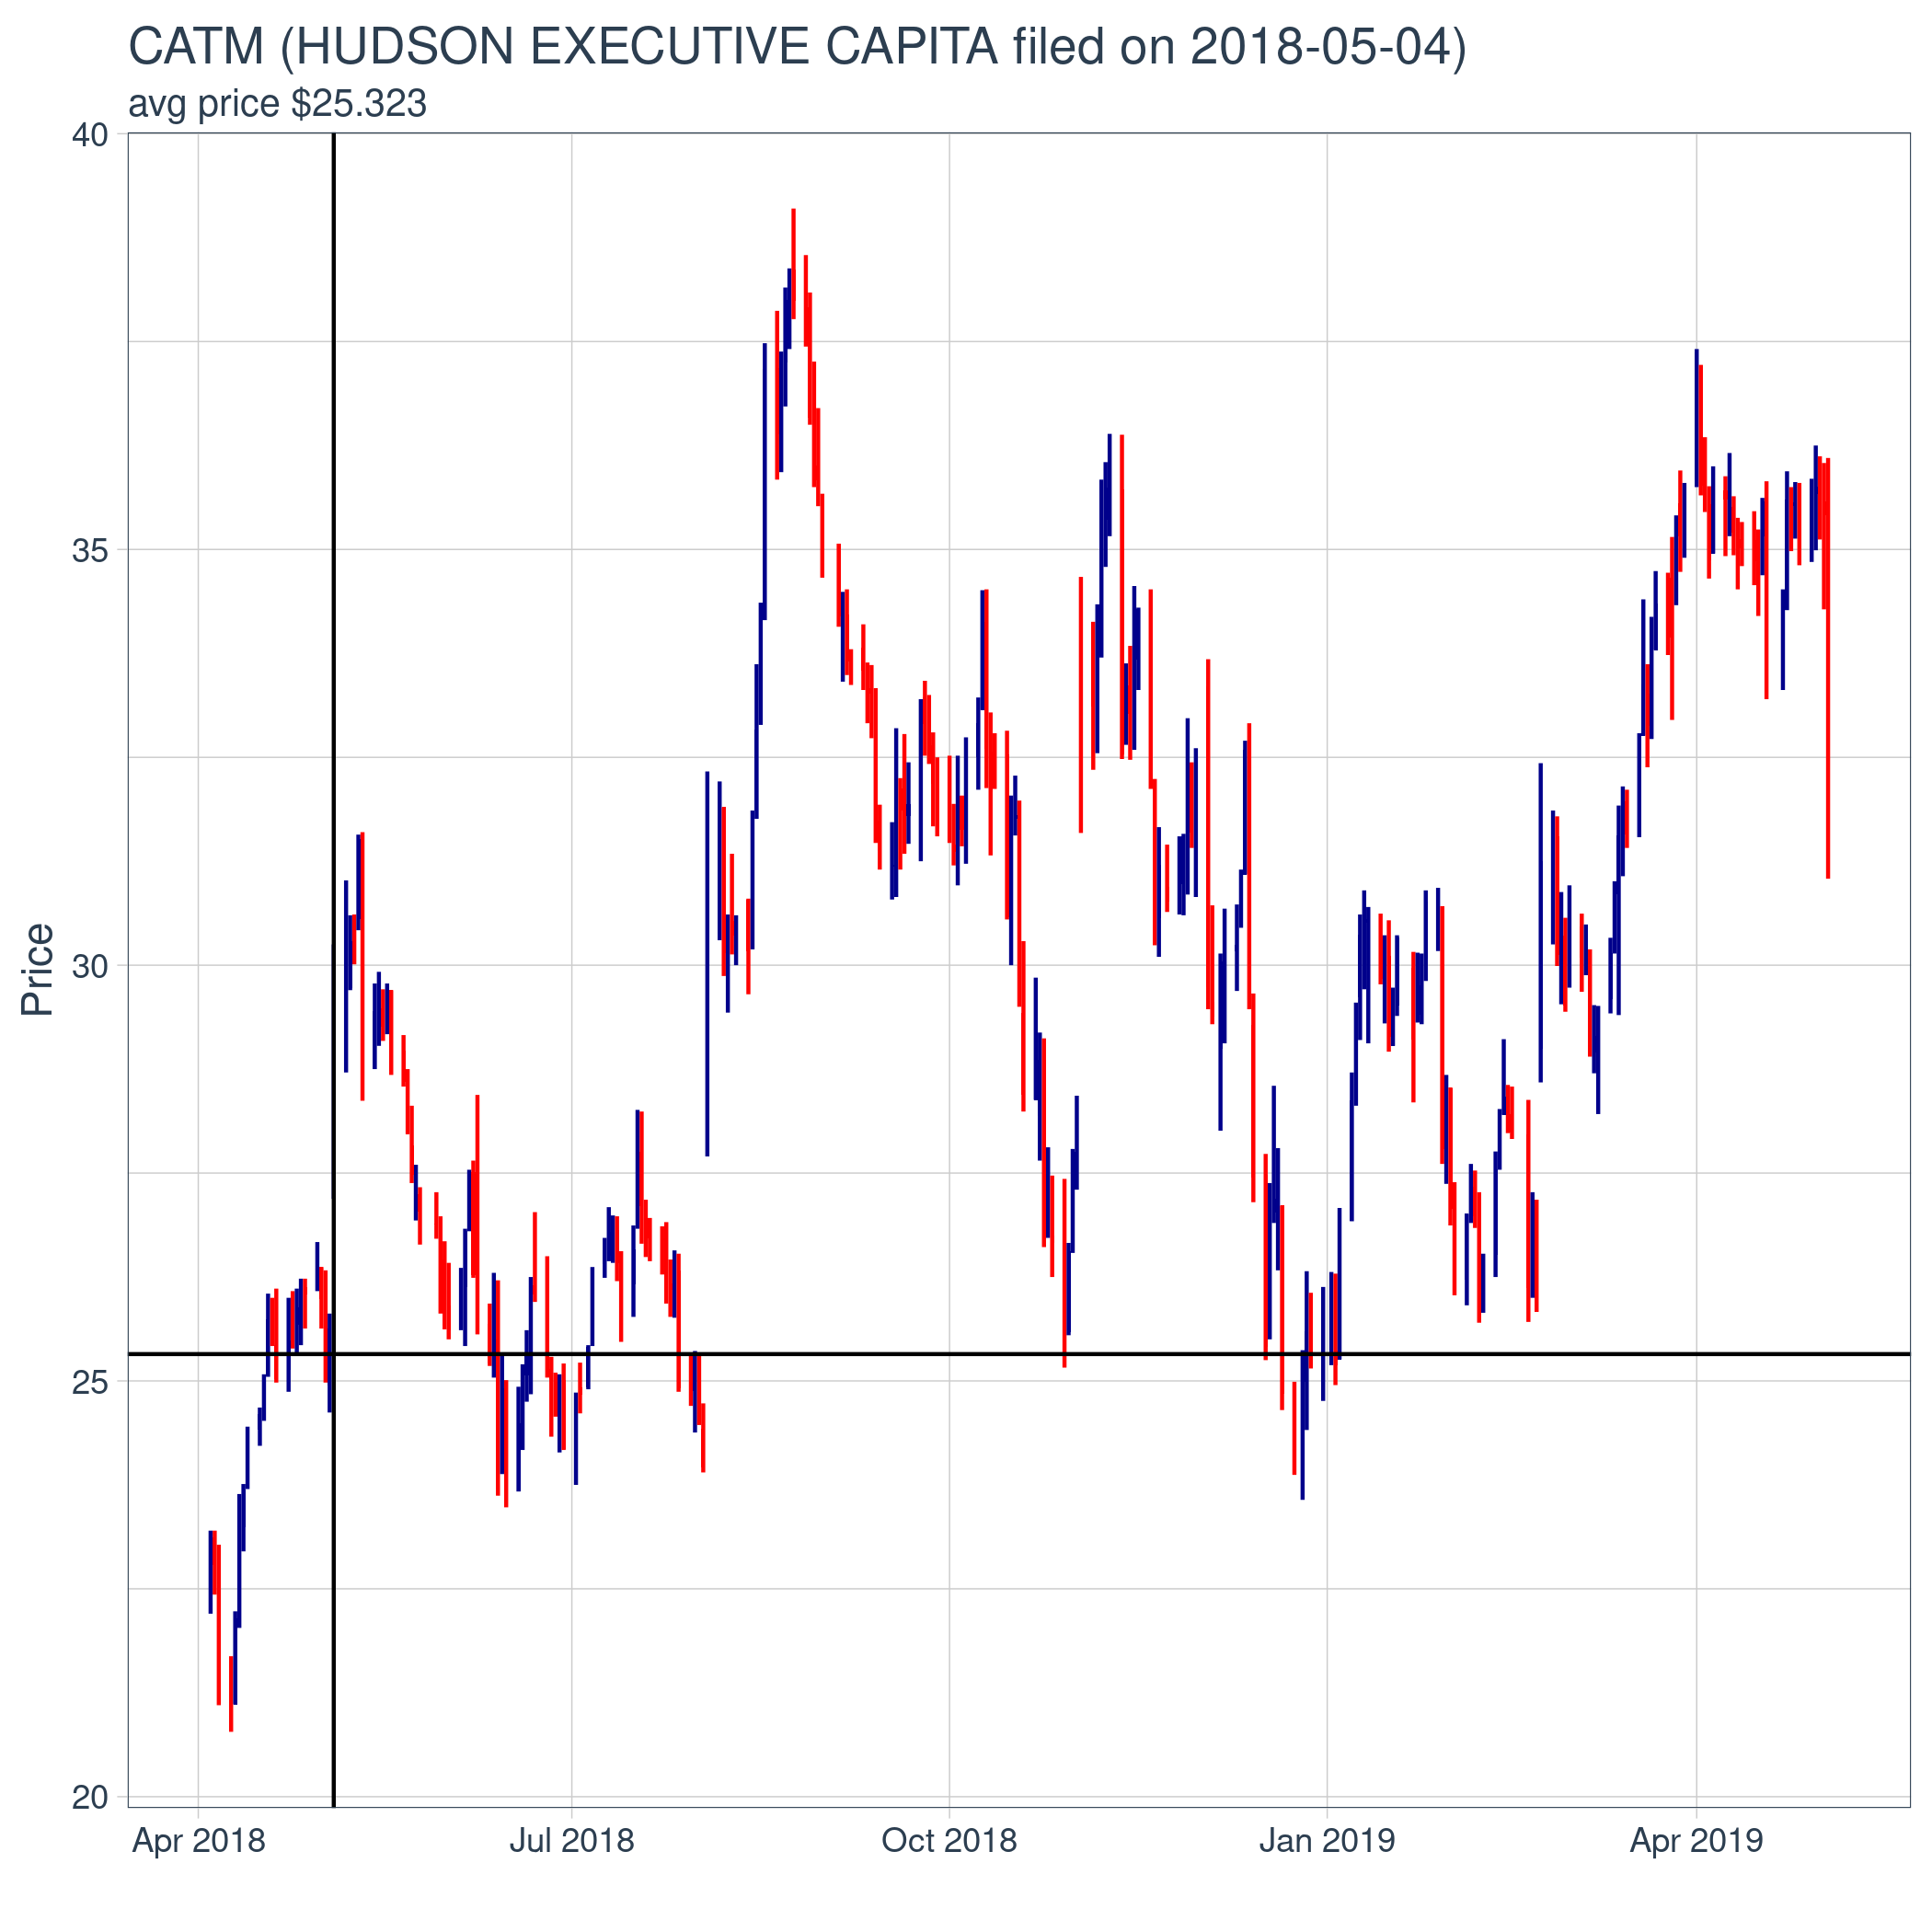 CATM (HUDSON EXECUTIVE CAPITA filed on 2018-05-04)
avg price $25.323
40
35
30
25
20
Price
Apr 2018
Jul 2018
Oct 2018
Jan 2019
Apr 2019